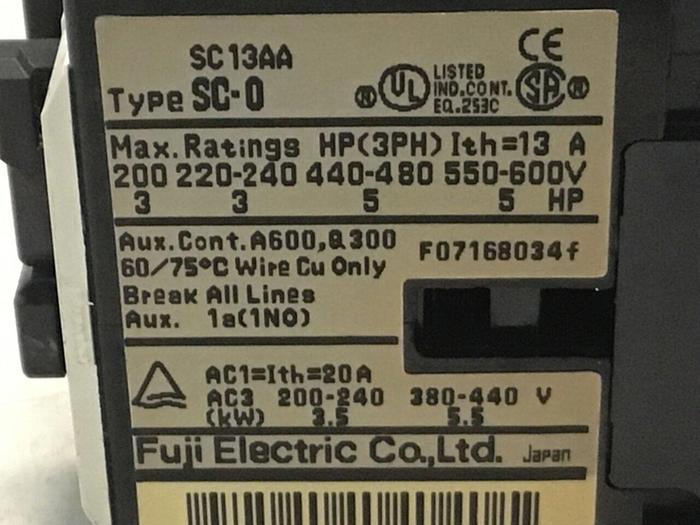 SC13AA
CE
Type SC-0 ® UL LISTED IND.CONT. EQ.253C SA ®
Max.Ratings HP(3PH) Ith=13 A
200 220-240 440-480 550-600V
3 3 5 5 HP
Aux.Cont.A600,Q300
F07168034f
60/75°C Wire Cu Only
Break All Lines
Aux. 1a(1NO)
AC1=Ith=20A
AC3 200-240 380-440 V
(kW) 3.5 5.5
Fuji Electric Co.,Ltd. Japan